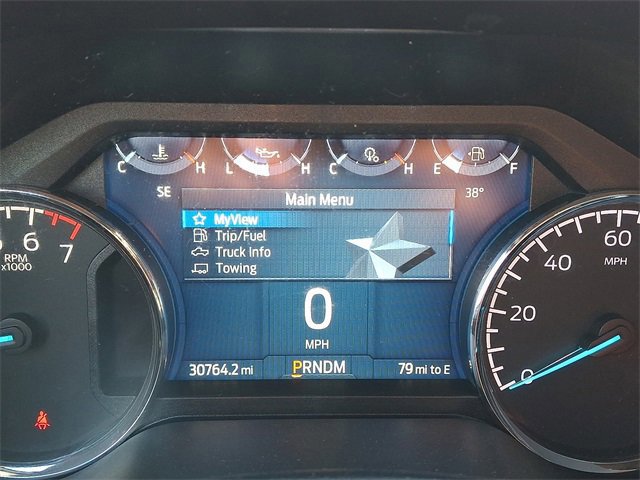 C H L H C H E F
SE 38°
Main Menu
MyView
Trip/Fuel
Truck Info
Towing
6
7
RPM
x1000
0
MPH
30764.2 mi PRNDM 79 mi to E
60
MPH
40
20
0